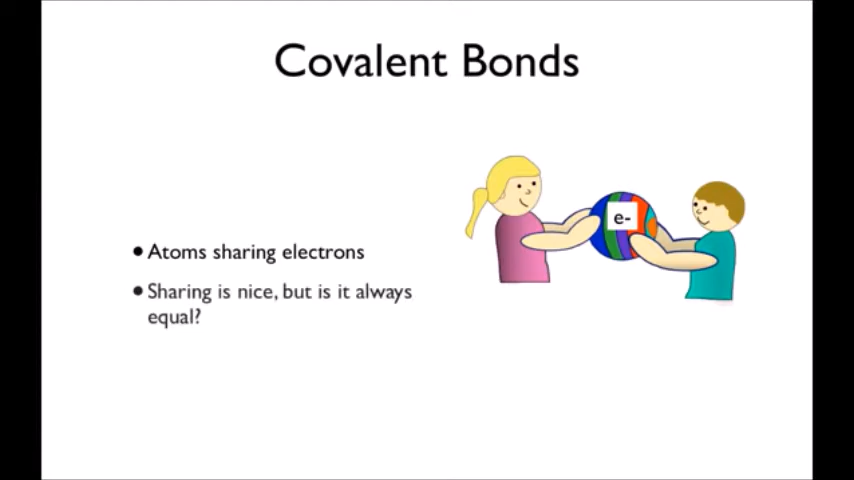 Covalent Bonds
e-
• Atoms sharing electrons
• Sharing is nice, but is it always
equal?